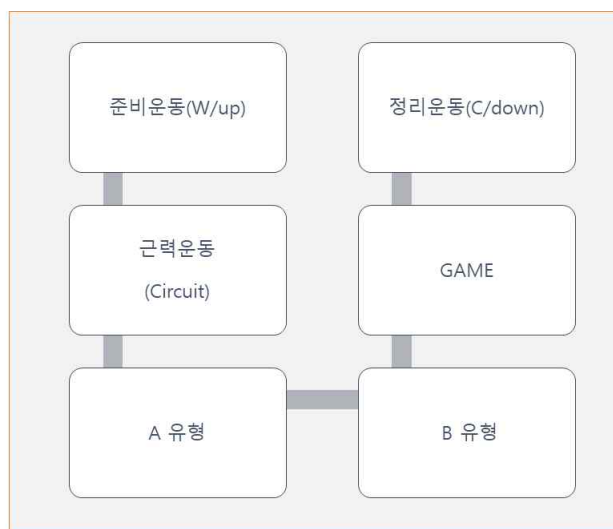 준비운동(W/up)
정리운동(C/down)
근력운동
(Circuit)
GAME
A 유형
B 유형